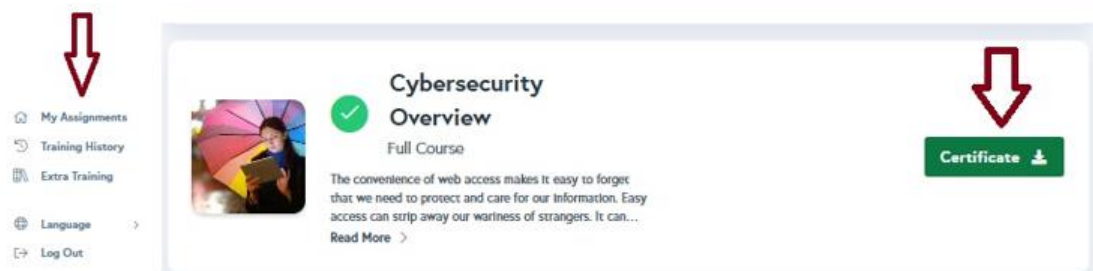 My Assignments
Training History
Extra Training
Language
Log Out
Cybersecurity
Overview
Full Course
The convenience of web access makes it easy to forget
that we need to protect and care for our information. Easy
access can strip away our wariness of strangers. It can...
Read More
Certificate